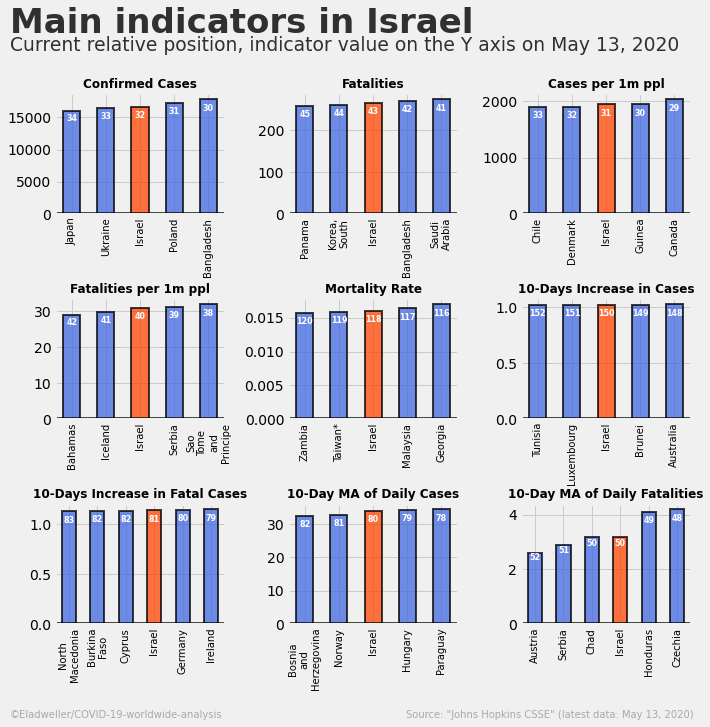 Main indicators in Israel
Current relative position, indicator value on the Y axis on May 13, 2020
Confirmed Cases
15000
10000
5000
0
34
33
32
31
30
Japan
Ukraine
Israel
Poland
Bangladesh
Fatalities
200
100
0
45
44
43
42
41
Panama
Korea,
South
Israel
Bangladesh
Saudi
Arabia
Cases per 1m ppl
2000
1000
0
33
32
31
30
29
Chile
Denmark
Israel
Guinea
Canada
Fatalities per 1m ppl
30
20
10
0
42
41
40
39
38
Bahamas
Iceland
Israel
Serbia
Sao
Tome
and
Principe
Mortality Rate
0.015
0.010
0.005
0.000
120
119
118
117
116
Zambia
Taiwan*
Israel
Malaysia
Georgia
10-Days Increase in Cases
1.0
0.5
0.0
152
151
150
149
148
Tunisia
Luxembourg
Israel
Brunei
Australia
10-Days Increase in Fatal Cases
1.0
0.5
0.0
83
82
82
81
80
79
North
Macedonia
Burkina
Faso
Cyprus
Israel
Germany
Ireland
10-Day MA of Daily Cases
30
20
10
0
82
81
80
79
78
Bosnia
and
Herzegovina
Norway
Israel
Hungary
Paraguay
10-Day MA of Daily Fatalities
4
2
0
52
51
50
50
49
48
Austria
Serbia
Chad
Israel
Honduras
Czechia
©Eladweller/COVID-19-worldwide-analysis
Source: "Johns Hopkins CSSE" (latest data: May 13, 2020)